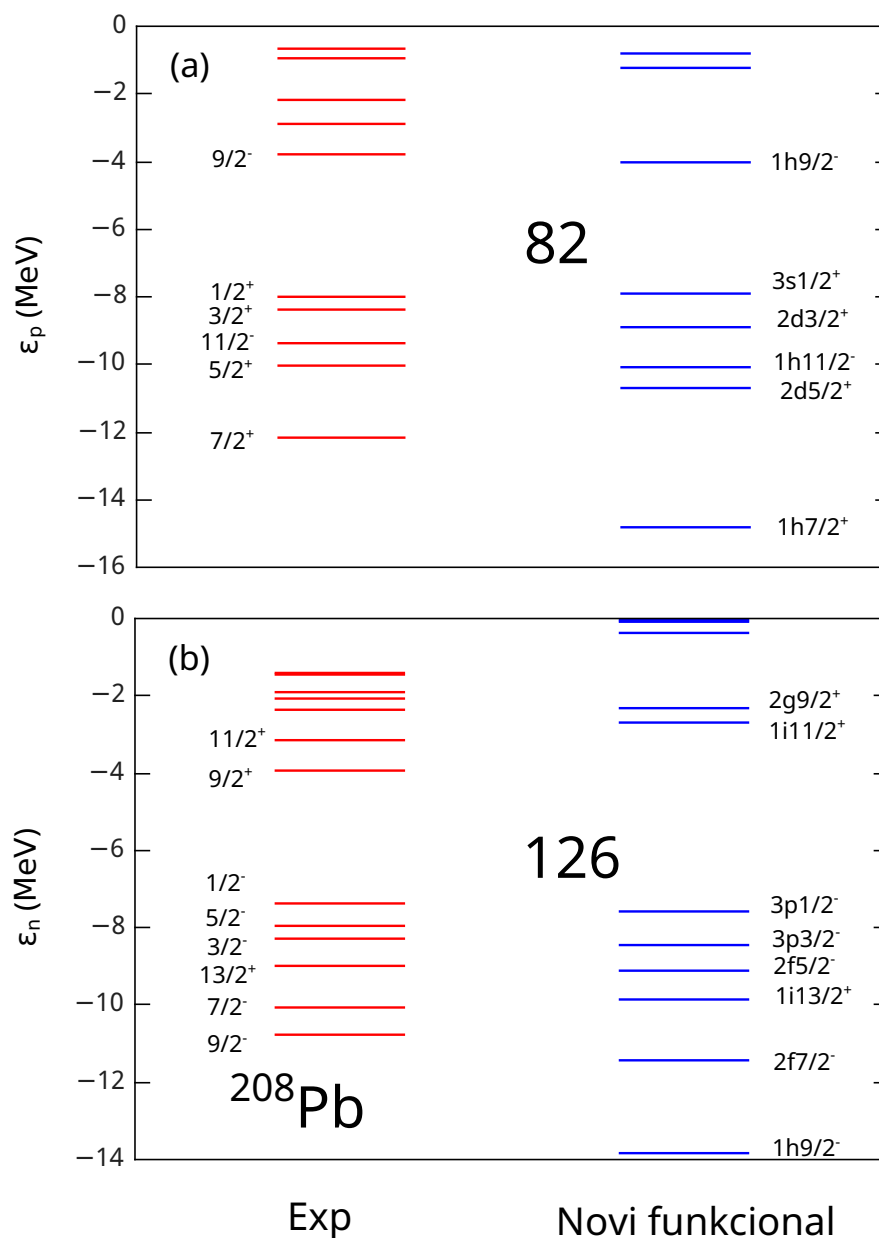 0
(a)
−2
9/2⁻
1h9/2⁻
−4
−6
82
εₚ (MeV)
−8
1/2⁺
3s1/2⁺
3/2⁺
2d3/2⁺
11/2⁻
1h11/2⁻
−10
5/2⁺
2d5/2⁺
−12
7/2⁺
−14
1h7/2⁺
−16
0
(b)
−2
2g9/2⁺
11/2⁺
1i11/2⁺
−4
9/2⁺
−6
126
εₙ (MeV)
1/2⁻
3p1/2⁻
−8
5/2⁻
3p3/2⁻
3/2⁻
2f5/2⁻
13/2⁺
1i13/2⁺
−10
7/2⁻
9/2⁻
2f7/2⁻
−12
²⁰⁸Pb
−14
1h9/2⁻
Exp
Novi funkcional